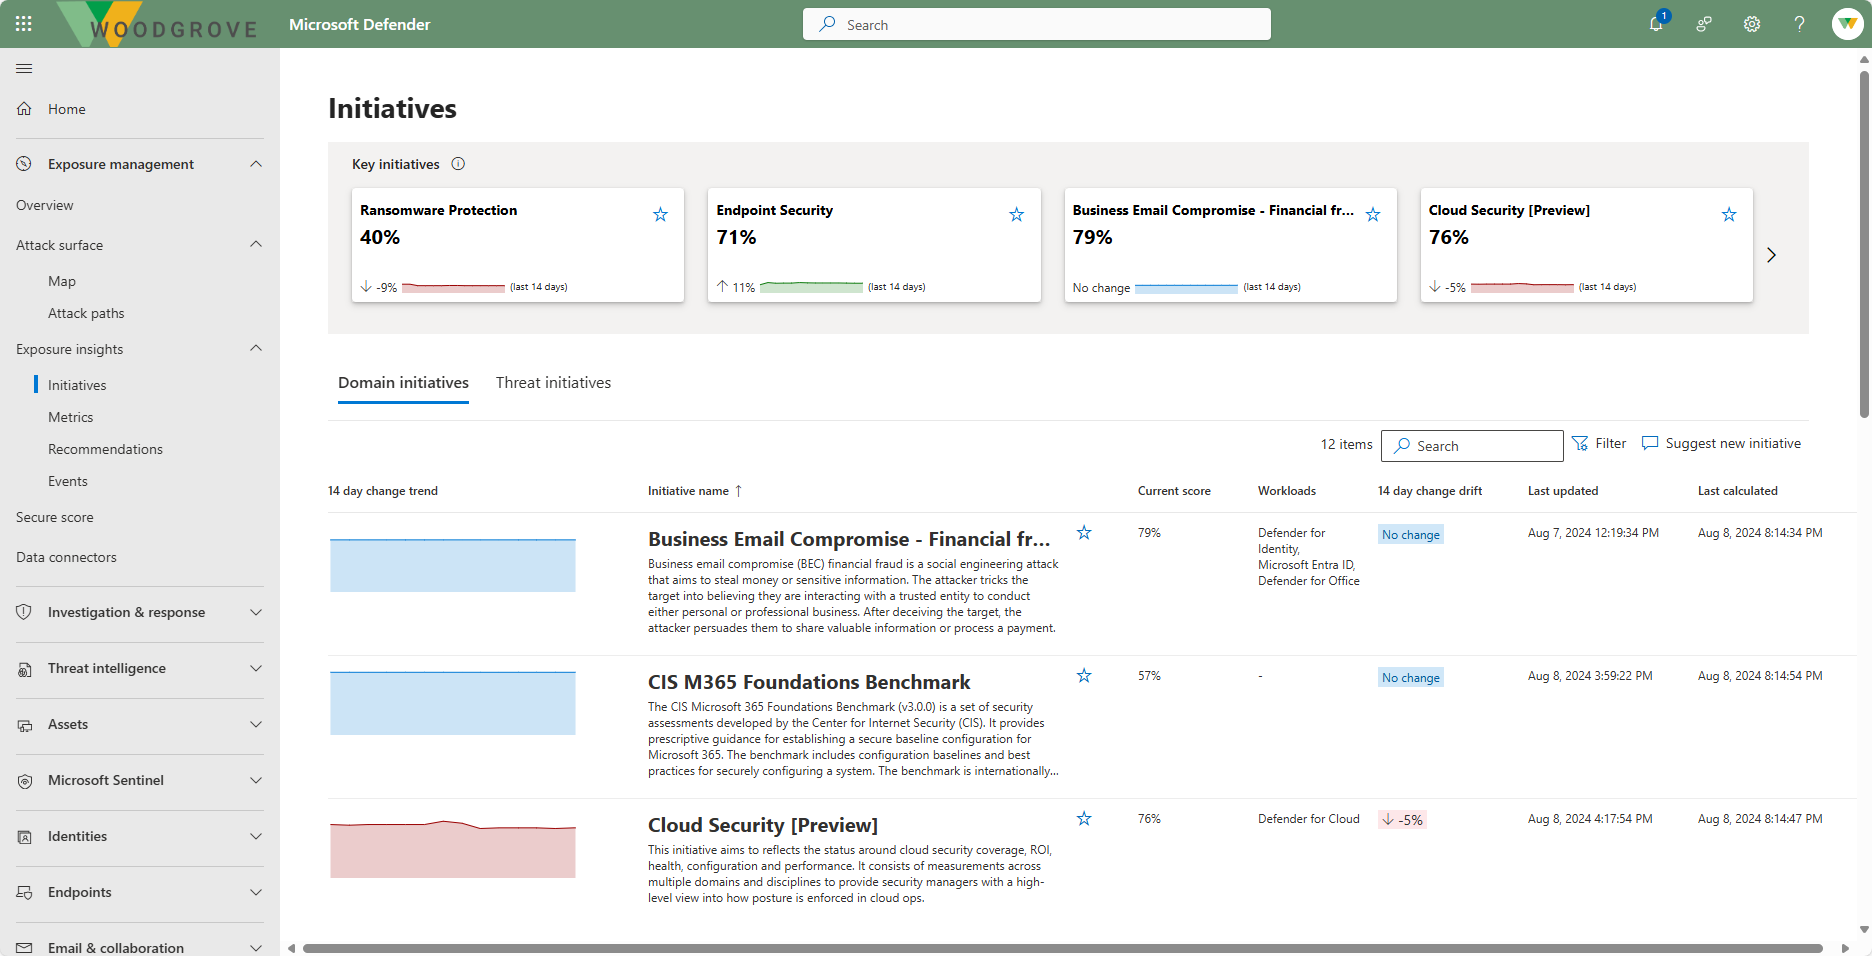 WOODGROVE
Microsoft Defender
Search
1
Home
Exposure management
Overview
Attack surface
Map
Attack paths
Exposure insights
Initiatives
Metrics
Recommendations
Events
Secure score
Data connectors
Investigation & response
Threat intelligence
Assets
Microsoft Sentinel
Identities
Endpoints
Email & collaboration
Initiatives
Key initiatives
Ransomware Protection
40%
-9% (last 14 days)
Endpoint Security
71%
11% (last 14 days)
Business Email Compromise - Financial fr...
79%
No change (last 14 days)
Cloud Security [Preview]
76%
-5% (last 14 days)
Domain initiatives Threat initiatives
12 items Search Filter Suggest new initiative
14 day change trend Initiative name ↑ Current score Workloads 14 day change drift Last updated Last calculated
Business Email Compromise - Financial fr...
Business email compromise (BEC) financial fraud is a social engineering attack
that aims to steal money or sensitive information. The attacker tricks the
target into believing they are interacting with a trusted entity to conduct
either personal or professional business. After deceiving the target, the
attacker persuades them to share valuable information or process a payment.
79%
Defender for
Identity,
Microsoft Entra ID,
Defender for Office
No change
Aug 7, 2024 12:19:34 PM
Aug 8, 2024 8:14:34 PM
CIS M365 Foundations Benchmark
The CIS Microsoft 365 Foundations Benchmark (v3.0.0) is a set of security
assessments developed by the Center for Internet Security (CIS). It provides
prescriptive guidance for establishing a secure baseline configuration for
Microsoft 365. The benchmark includes configuration baselines and best
practices for securely configuring a system. The benchmark is internationally...
57%
-
No change
Aug 8, 2024 3:59:22 PM
Aug 8, 2024 8:14:54 PM
Cloud Security [Preview]
This initiative aims to reflects the status around cloud security coverage, ROI,
health, configuration and performance. It consists of measurements across
multiple domains and disciplines to provide security managers with a high-
level view into how posture is enforced in cloud ops.
76%
Defender for Cloud
↓ -5%
Aug 8, 2024 4:17:54 PM
Aug 8, 2024 8:14:47 PM